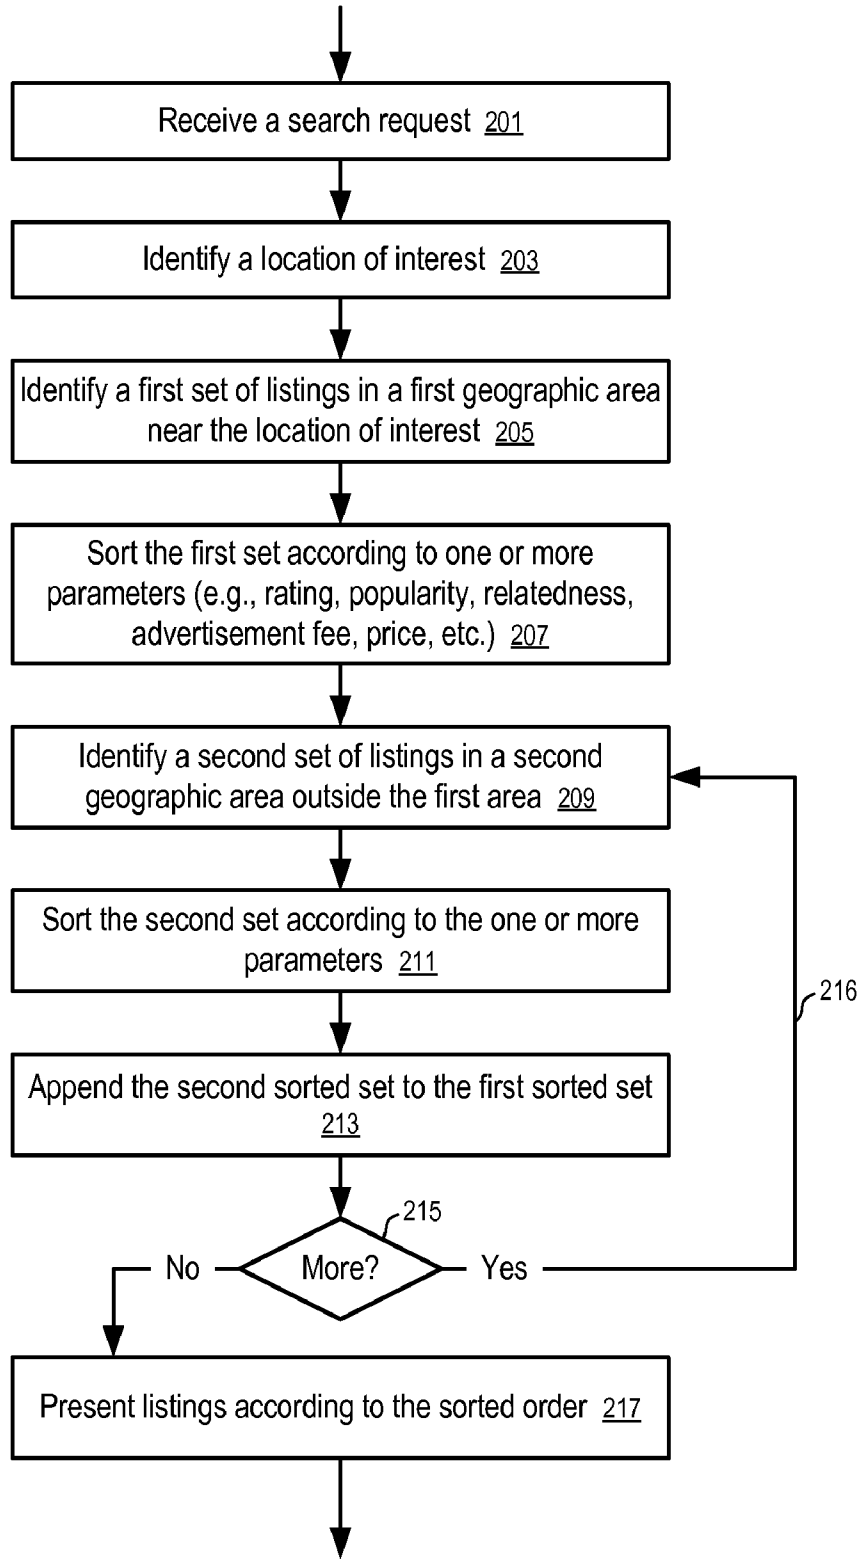 Receive a search request 201
Identify a location of interest 203
Identify a first set of listings in a first geographic area
near the location of interest 205
Sort the first set according to one or more
parameters (e.g., rating, popularity, relatedness,
advertisement fee, price, etc.) 207
Identify a second set of listings in a second
geographic area outside the first area 209
Sort the second set according to the one or more
parameters 211
216
Append the second sorted set to the first sorted set
213
215
No More? Yes
Present listings according to the sorted order 217